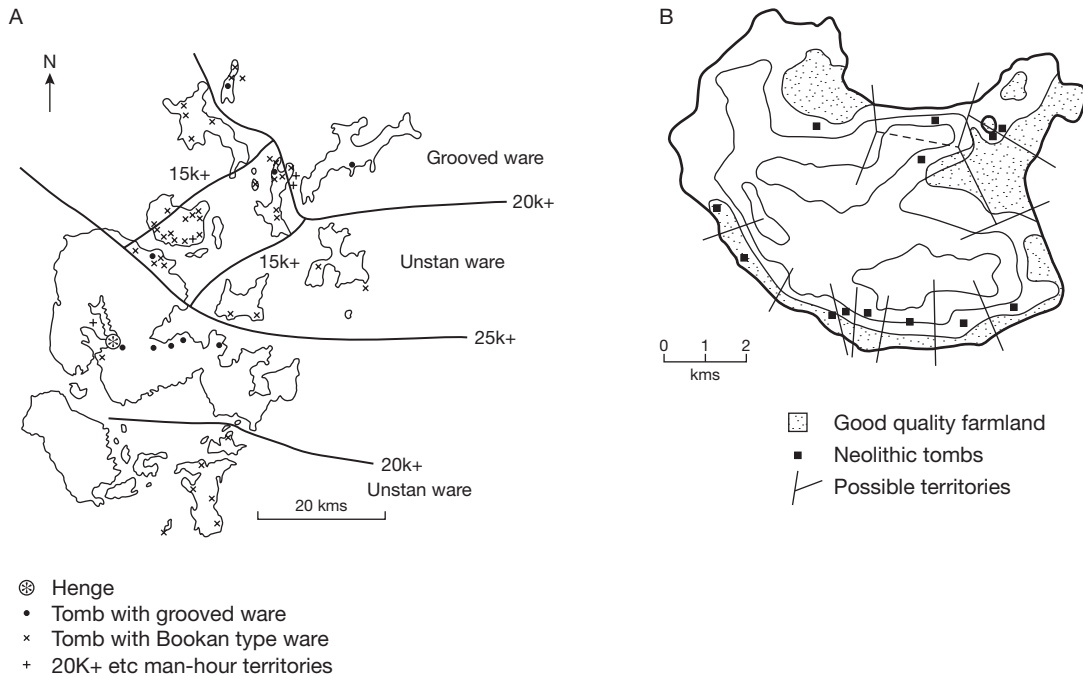 A
N
15k+
Grooved ware
20k+
15k+
Unstan ware
25k+
20k+
Unstan ware
20 kms
Henge
Tomb with grooved ware
Tomb with Bookan type ware
20K+ etc man-hour territories
B
0 1 2
kms
Good quality farmland
Neolithic tombs
Possible territories